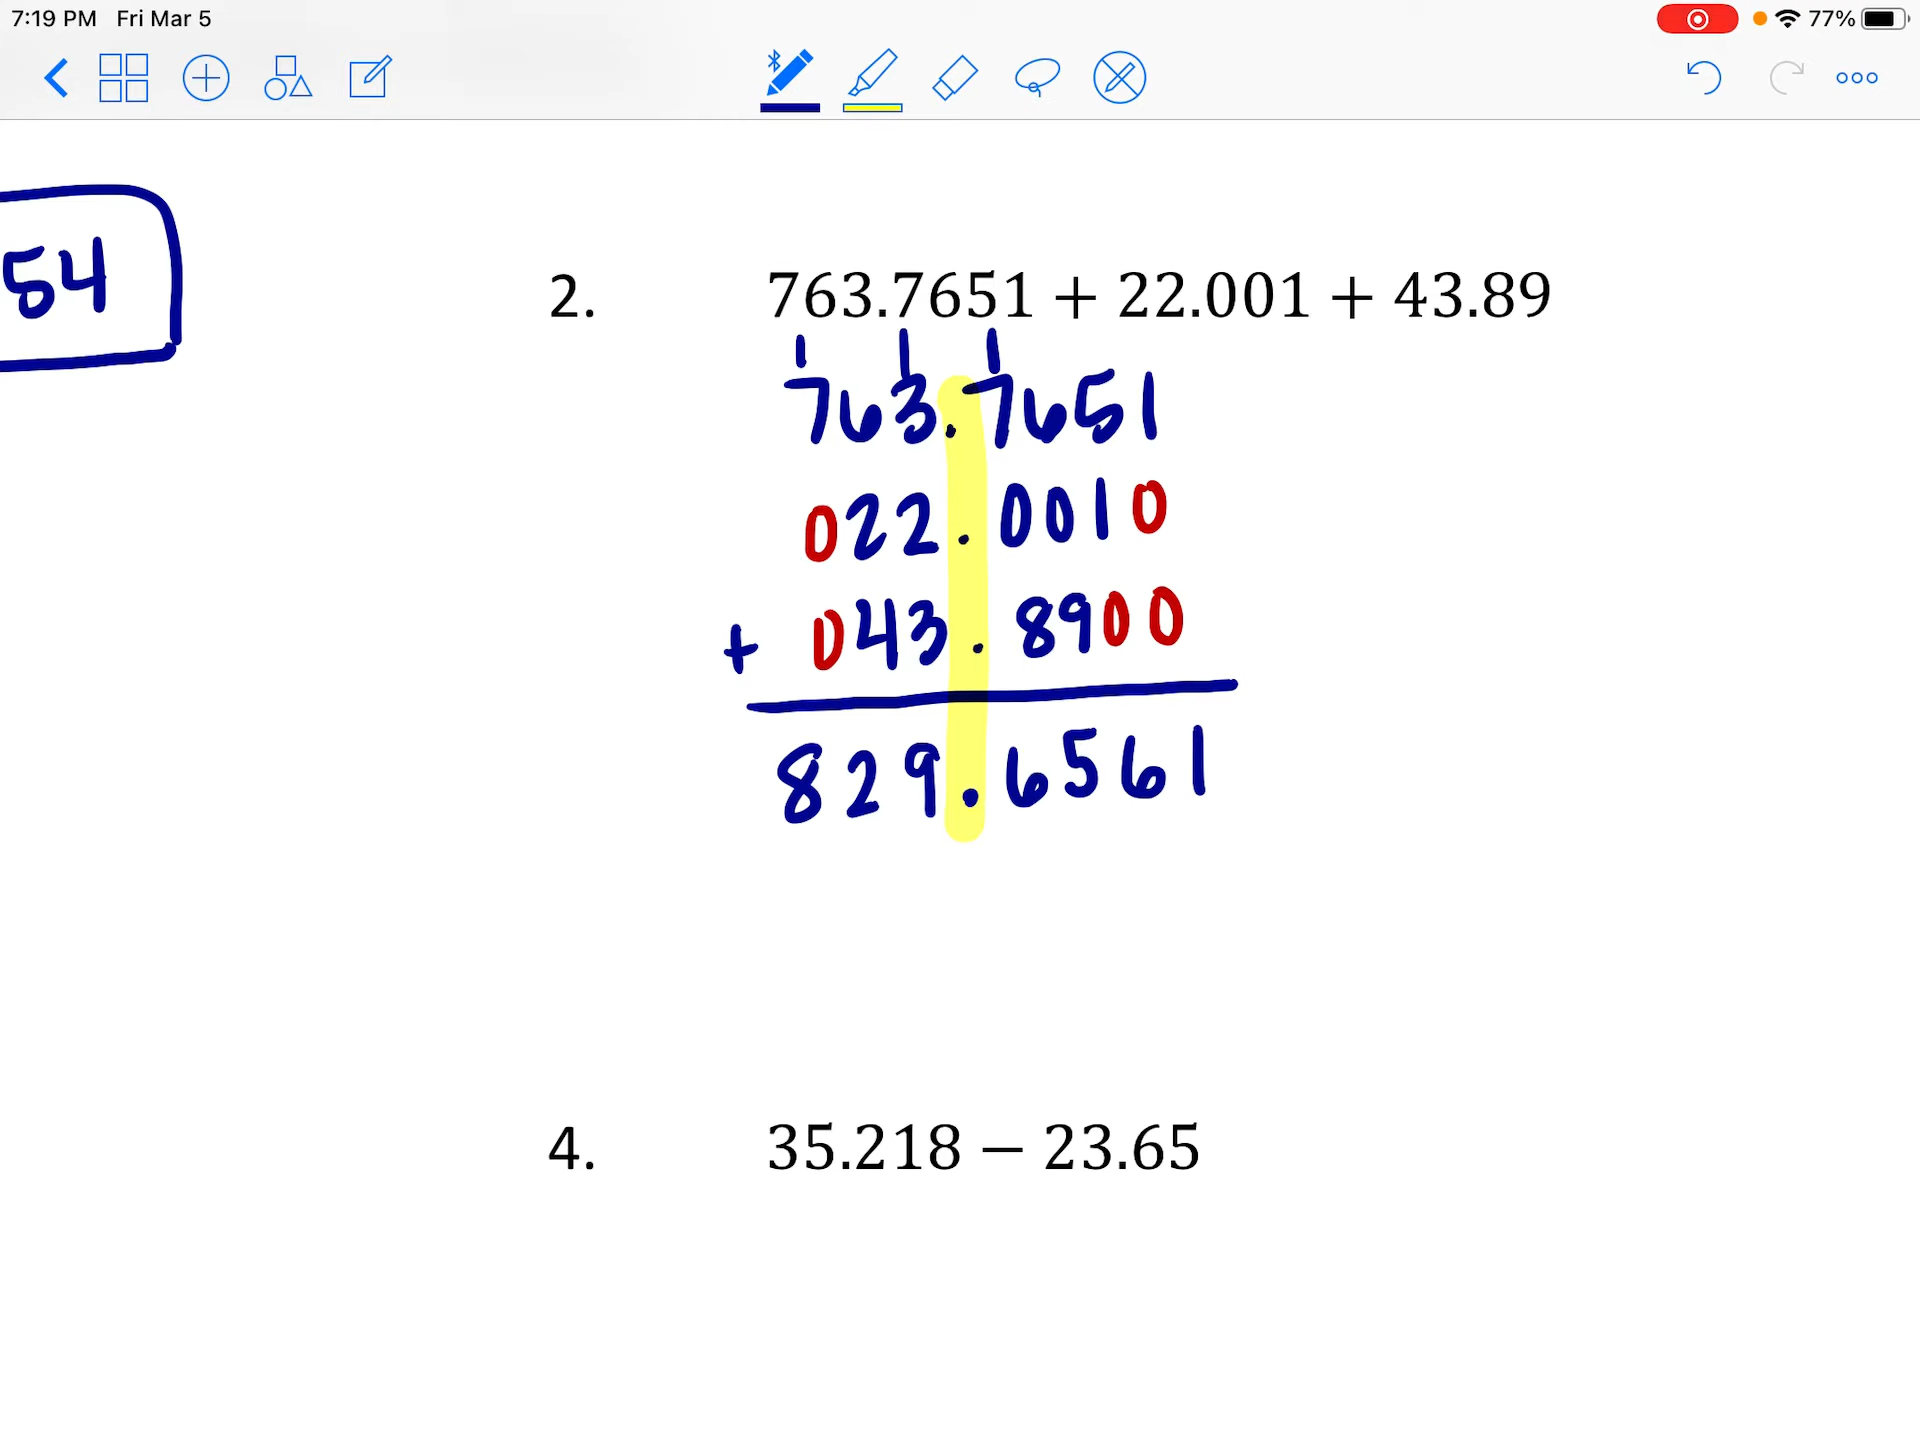 7:19 PM Fri Mar 5
77%
54
2. 763.7651 + 22.001 + 43.89
1 1 1
763.7651
022.0010
+ 043.8900
829.6561
4. 35.218 − 23.65